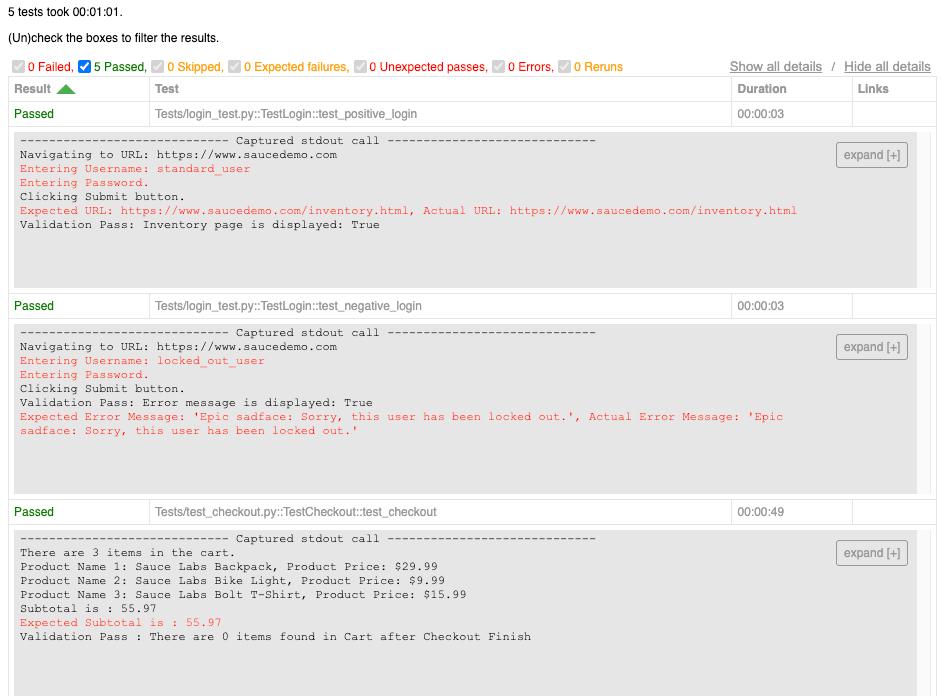 5 tests took 00:01:01.
(Un)check the boxes to filter the results.
0 Failed, 5 Passed, 0 Skipped, 0 Expected failures, 0 Unexpected passes, 0 Errors, 0 Reruns Show all details / Hide all details
Result Test Duration Links
Passed Tests/login_test.py::TestLogin::test_positive_login 00:00:03
----------------------------- Captured stdout call -----------------------------
expand [+]
Navigating to URL: https://www.saucedemo.com
Entering Username: standard_user
Entering Password.
Clicking Submit button.
Expected URL: https://www.saucedemo.com/inventory.html, Actual URL: https://www.saucedemo.com/inventory.html
Validation Pass: Inventory page is displayed: True
Passed Tests/login_test.py::TestLogin::test_negative_login 00:00:03
----------------------------- Captured stdout call -----------------------------
expand [+]
Navigating to URL: https://www.saucedemo.com
Entering Username: locked_out_user
Entering Password.
Clicking Submit button.
Validation Pass: Error message is displayed: True
Expected Error Message: 'Epic sadface: Sorry, this user has been locked out.', Actual Error Message: 'Epic
sadface: Sorry, this user has been locked out.'
Passed Tests/test_checkout.py::TestCheckout::test_checkout 00:00:49
----------------------------- Captured stdout call -----------------------------
expand [+]
There are 3 items in the cart.
Product Name 1: Sauce Labs Backpack, Product Price: $29.99
Product Name 2: Sauce Labs Bike Light, Product Price: $9.99
Product Name 3: Sauce Labs Bolt T-Shirt, Product Price: $15.99
Subtotal is : 55.97
Expected Subtotal is : 55.97
Validation Pass : There are 0 items found in Cart after Checkout Finish